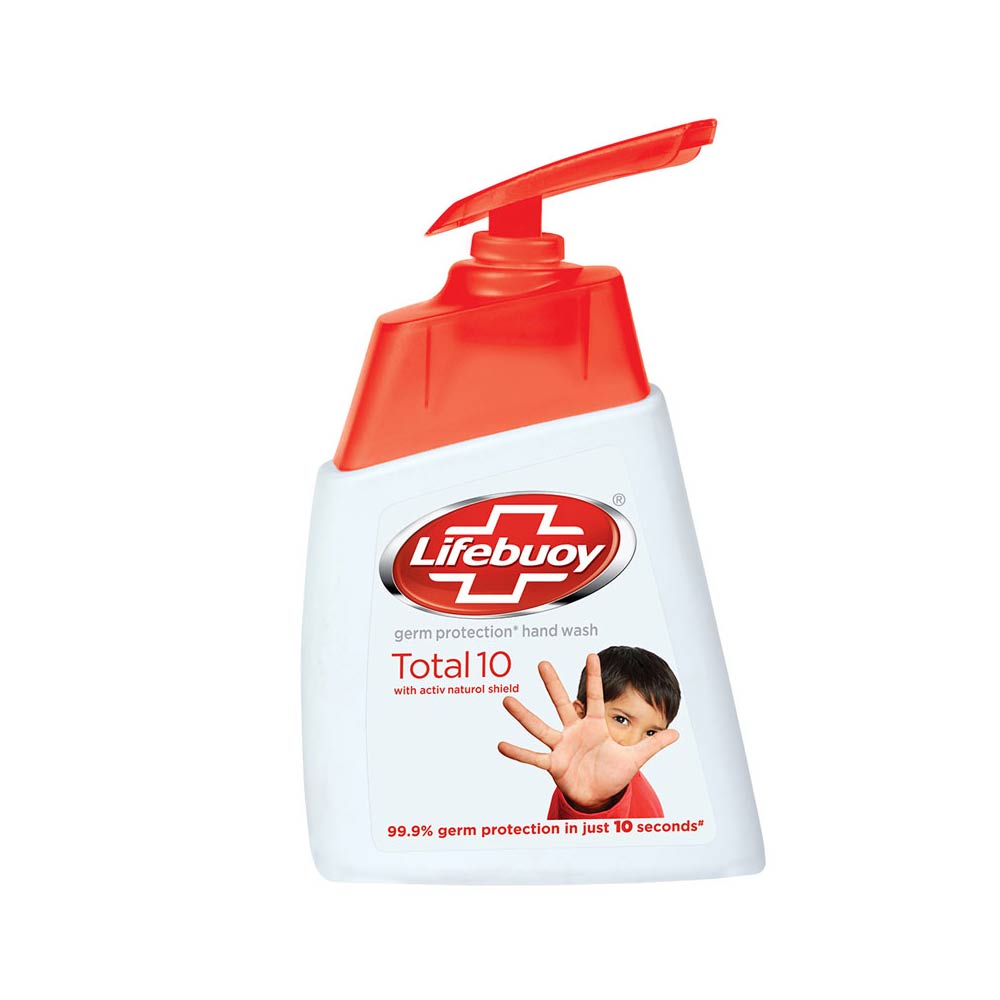 Lifebuoy ®
germ protection* hand wash
Total 10
with activ naturol shield
99.9% germ protection in just 10 seconds#